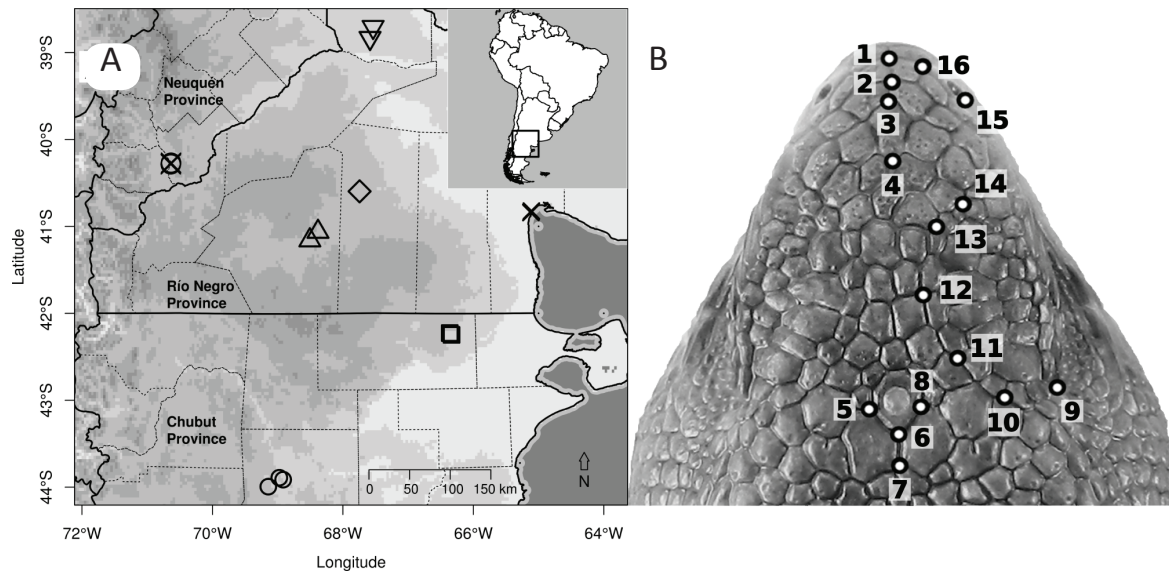 A
39°S
40°S
41°S
42°S
43°S
44°S
Latitude
Neuquén
Province
Río Negro
Province
Chubut
Province
0 50 100 150 km
N
72°W 70°W 68°W 66°W 64°W
Longitude
B
1
16
2
15
3
4
14
13
12
11
8
5
9
10
6
7